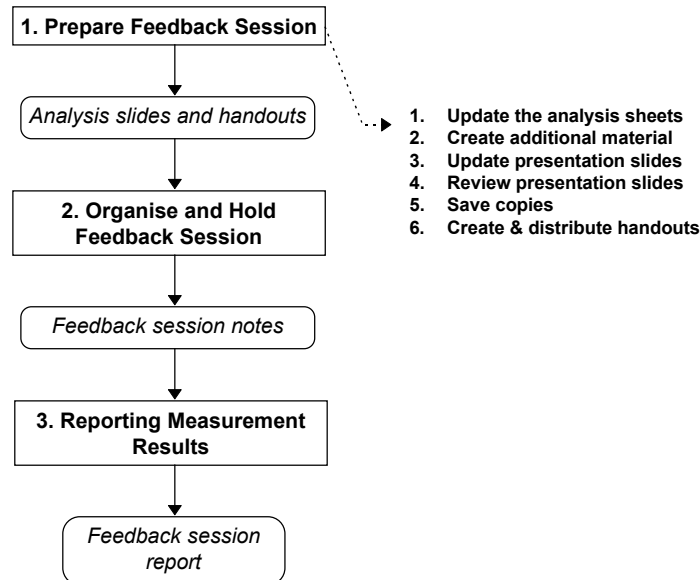 1. Prepare Feedback Session
Analysis slides and handouts
2. Organise and Hold
Feedback Session
Feedback session notes
3. Reporting Measurement
Results
Feedback session
report
1. Update the analysis sheets
2. Create additional material
3. Update presentation slides
4. Review presentation slides
5. Save copies
6. Create & distribute handouts